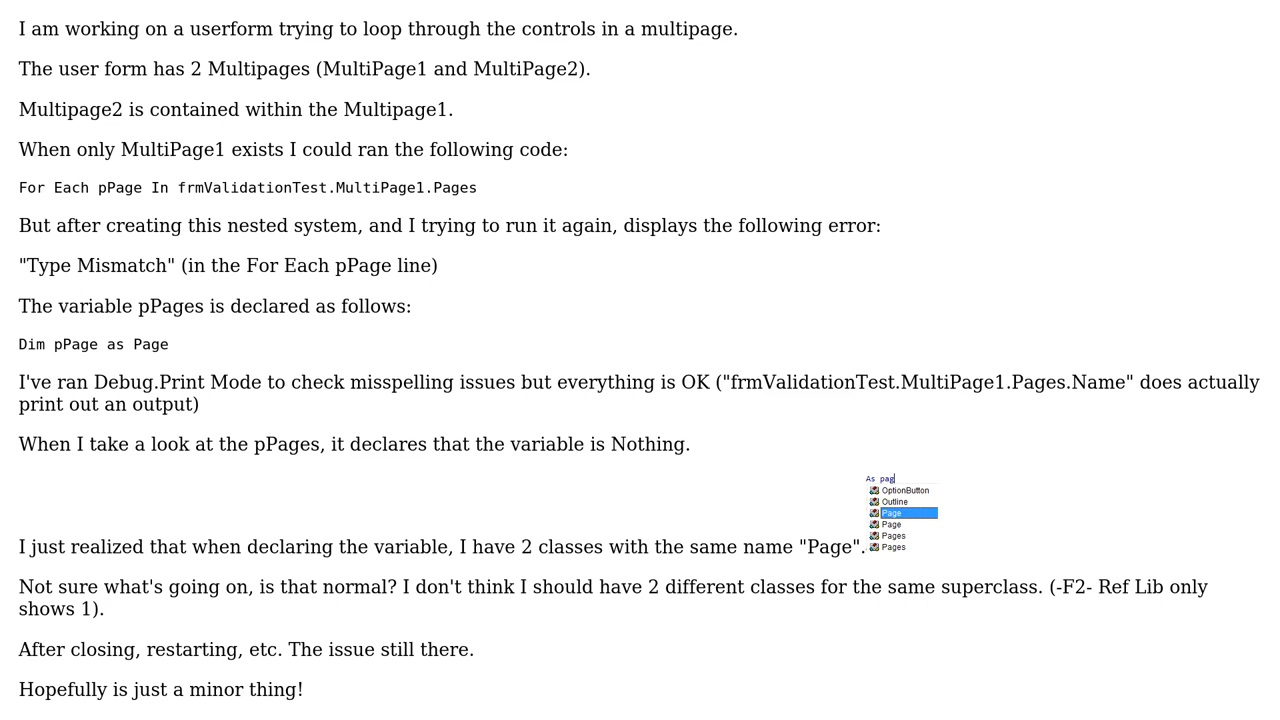 I am working on a userform trying to loop through the controls in a multipage.
The user form has 2 Multipages (MultiPage1 and MultiPage2).
Multipage2 is contained within the Multipage1.
When only MultiPage1 exists I could ran the following code:
For Each pPage In frmValidationTest.MultiPage1.Pages
But after creating this nested system, and I trying to run it again, displays the following error:
"Type Mismatch" (in the For Each pPage line)
The variable pPages is declared as follows:
Dim pPage as Page
I've ran Debug.Print Mode to check misspelling issues but everything is OK ("frmValidationTest.MultiPage1.Pages.Name" does actually
print out an output)
When I take a look at the pPages, it declares that the variable is Nothing.
As pag
OptionButton
Outline
Page
Page
Pages
Pages
I just realized that when declaring the variable, I have 2 classes with the same name "Page".
Not sure what's going on, is that normal? I don't think I should have 2 different classes for the same superclass. (-F2- Ref Lib only
shows 1).
After closing, restarting, etc. The issue still there.
Hopefully is just a minor thing!